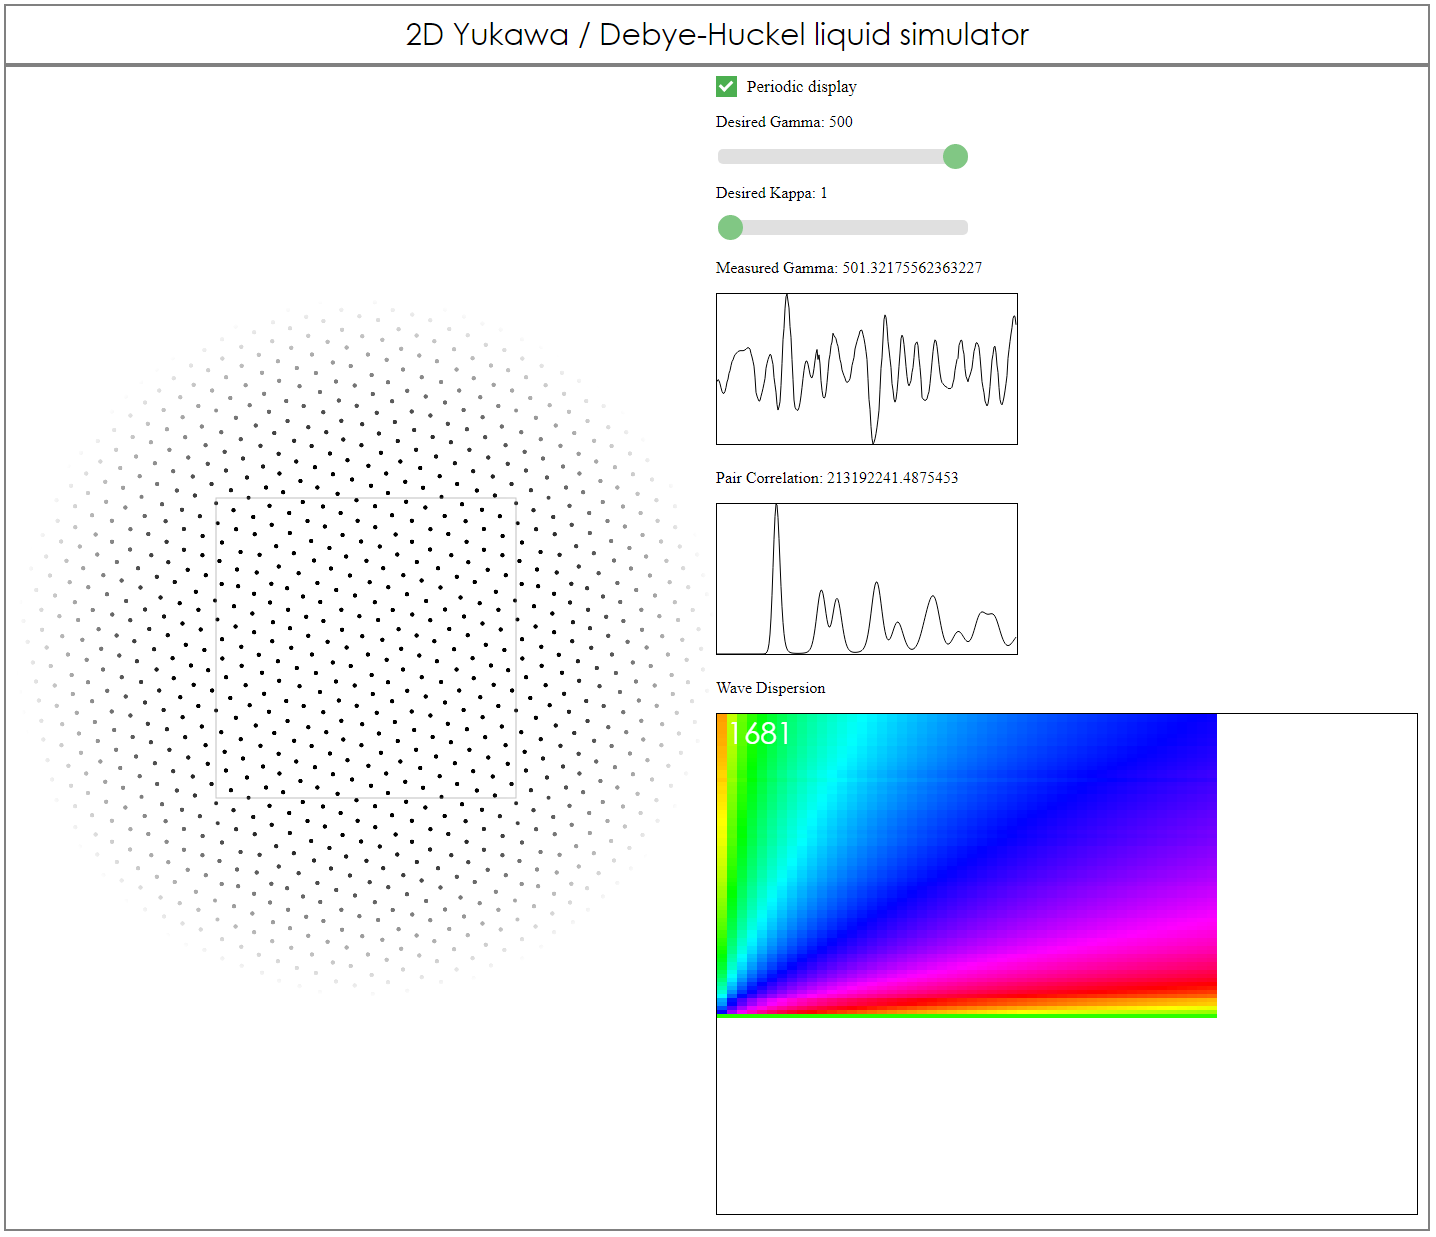 2D Yukawa / Debye-Huckel liquid simulator
Periodic display
Desired Gamma: 500
Desired Kappa: 1
Measured Gamma: 501.32175562363227
Pair Correlation: 213192241.4875453
Wave Dispersion
1681